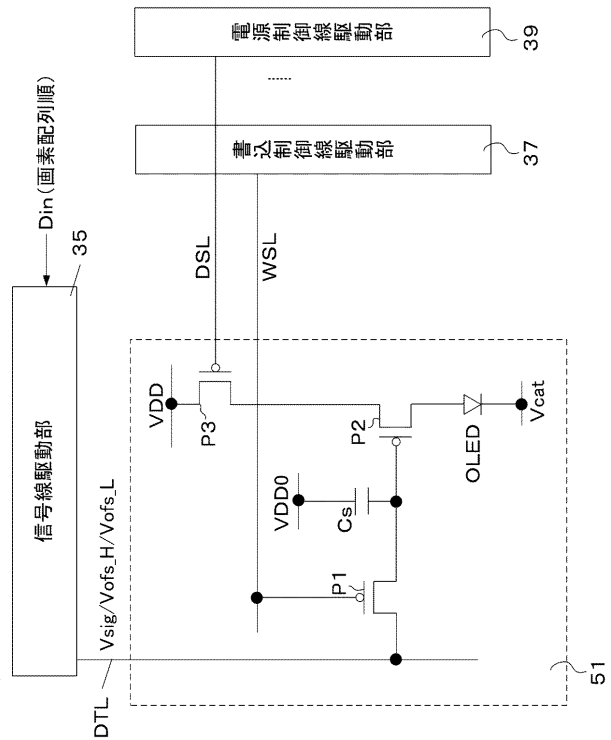 Din(画素配列順)
35
信号線駆動部
Vsig/Vofs_H/Vofs_L
DTL
電源制御線駆動部
39
書込制御線駆動部
37
DSL
WSL
VDD
P3
VDD0
P2
Cs
OLED
Vcat
P1
51